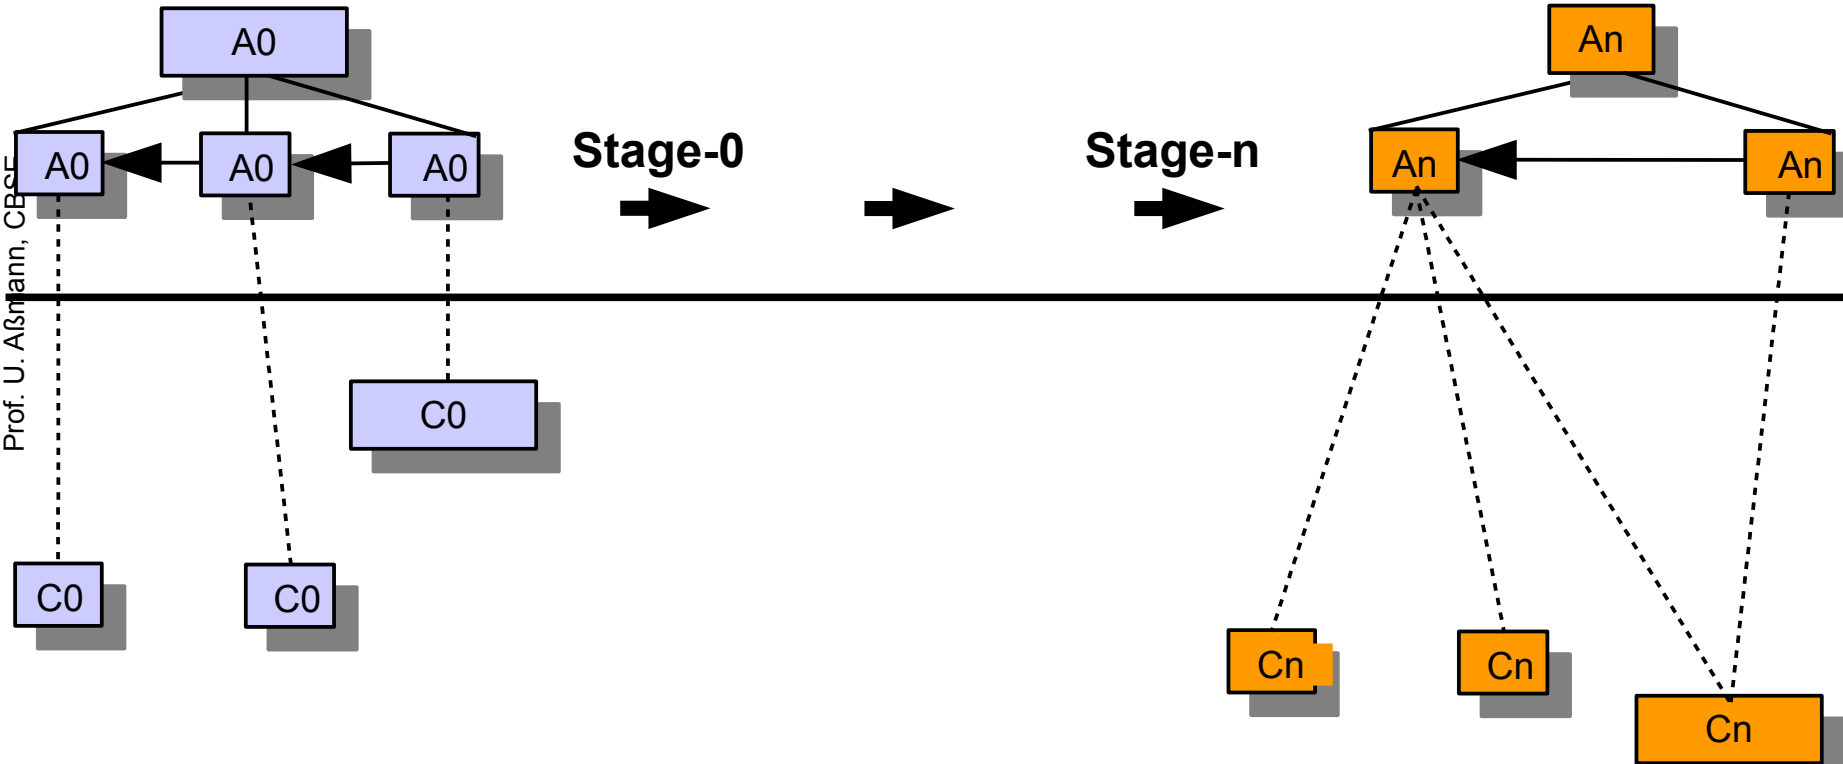 A0
An
A0
A0
A0
Stage-0
Stage-n
An
An
Prof. U. Aßmann, CBSE
C0
C0
C0
Cn
Cn
Cn